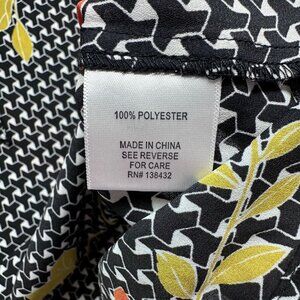 100% POLYESTER
MADE IN CHINA
SEE REVERSE
FOR CARE
RN# 138432